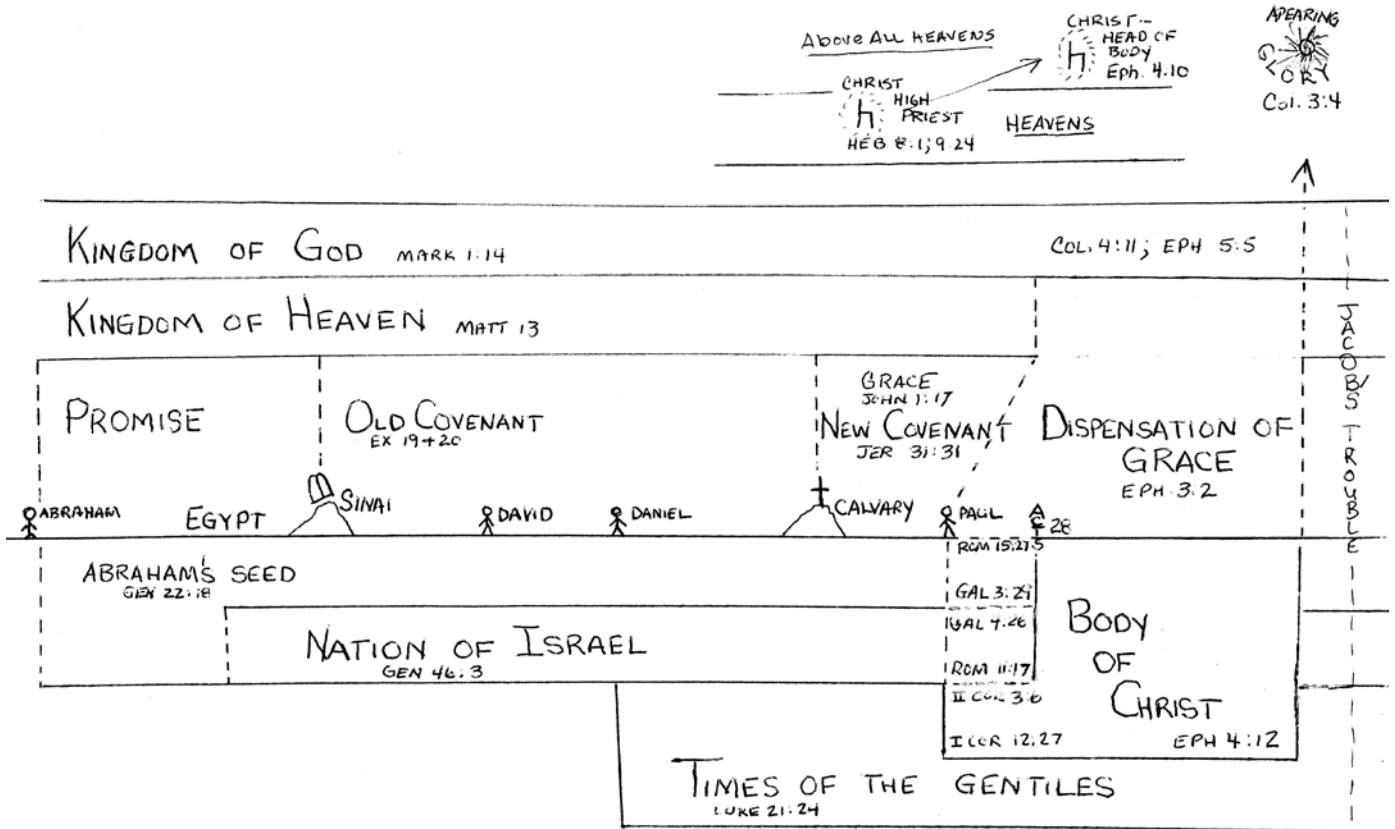 Above All HEAVENS
CHRIST--
HEAD OF
BODY
Eph. 4:10
APEARING
GLORY
Col. 3:4
CHRIST
HIGH
PRIEST
HEB 8:1; 9:24
HEAVENS
KINGDOM OF GOD MARK 1:14
COL. 4:11; EPH 5:5
KINGDOM OF HEAVEN MATT 13
JACOB'S TROUBLE
PROMISE
OLD COVENANT
EX 19+20
GRACE
JOHN 1:17
NEW COVENANT
JER 31:31
DISPENSATION OF
GRACE
EPH 3:2
ABRAHAM
EGYPT
SINAI
DAVID
DANIEL
CALVARY
PAUL
28
ROM 15:27
ABRAHAM'S SEED
GEN 22:18
GAL 3:29
GAL 4:26
NATION OF ISRAEL
GEN 46:3
ROM 11:17
II COR 3:6
I COR 12:27
BODY
OF
CHRIST
EPH 4:12
TIMES OF THE GENTILES
LUKE 21:24